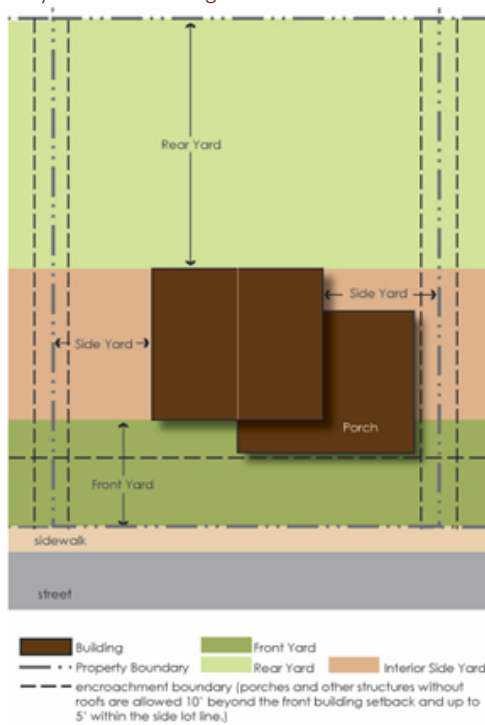 Rear Yard
Side Yard
Side Yard
Porch
Front Yard
sidewalk
street
Building
Front Yard
Property Boundary
Rear Yard
Interior Side Yard
encroachment boundary (porches and other structures without
roofs are allowed 10' beyond the front building setback and up to
5' within the side lot line.)